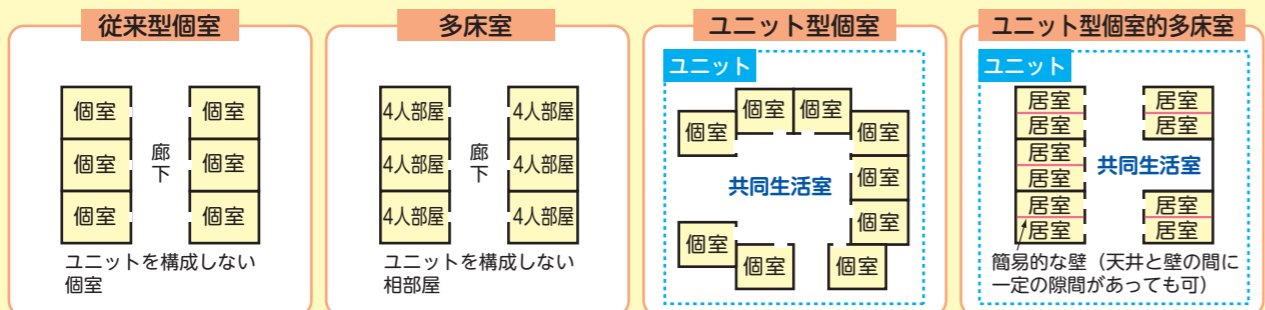 従来型個室
個室
個室
個室
廊下
個室
個室
個室
ユニットを構成しない
個室
多床室
4人部屋
4人部屋
4人部屋
廊下
4人部屋
4人部屋
4人部屋
ユニットを構成しない
相部屋
ユニット型個室
ユニット
個室
個室
個室
個室
個室
個室
共同生活室
個室
個室
個室
ユニット型個室的多床室
ユニット
居室
居室
居室
居室
居室
居室
居室
居室
共同生活室
居室
居室
簡易的な壁（天井と壁の間に
一定の隙間があっても可）